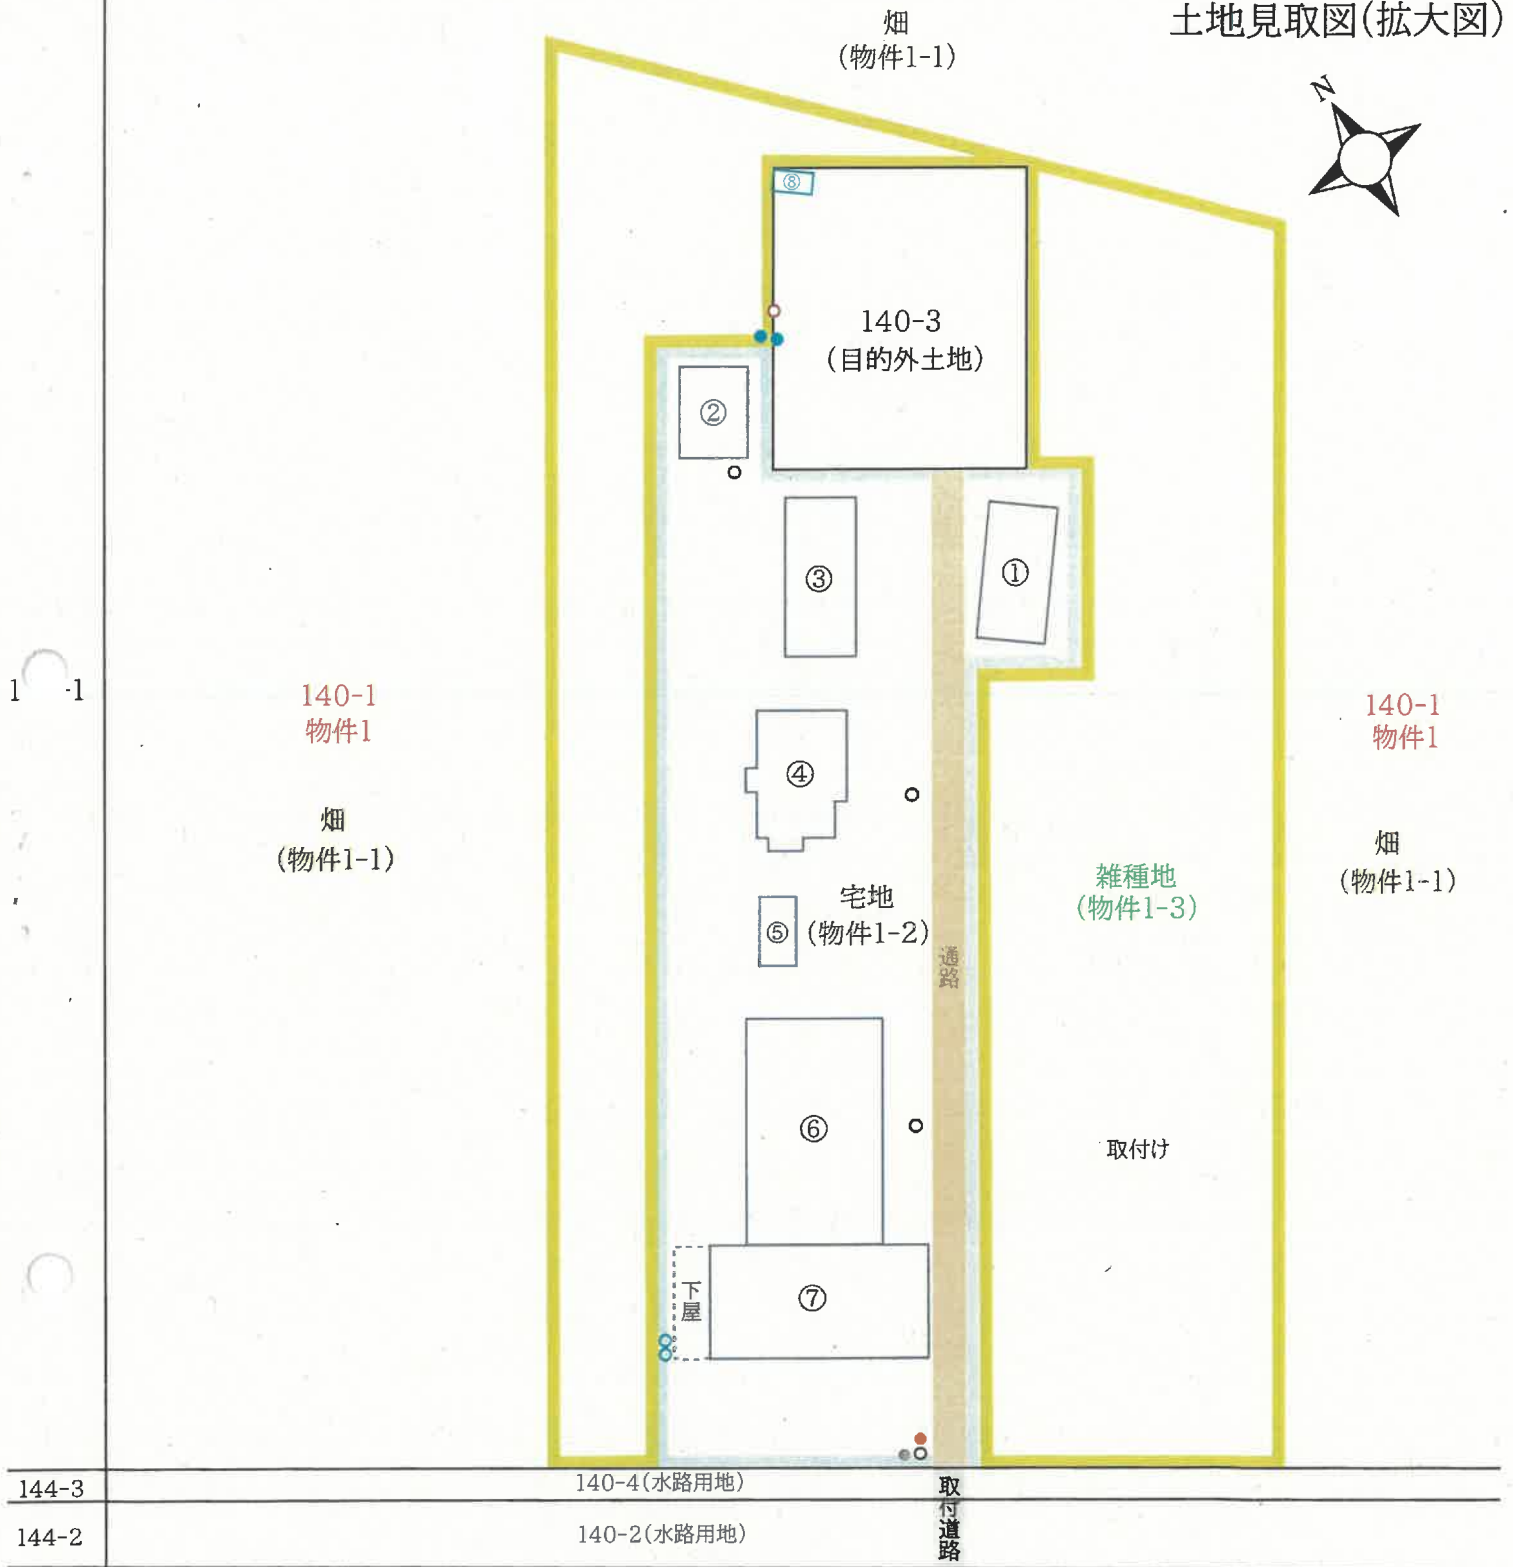 土地見取図(拡大図)
畑
(物件1-1)
N
⑧
140-3
(目的外土地)
②
③
①
1 -1
140-1
物件1
140-1
物件1
④
畑
(物件1-1)
畑
(物件1-1)
雑種地
(物件1-3)
宅地
(物件1-2)
⑤
通路
⑥
取付け
下屋
⑦
144-3
140-4(水路用地)
取付道路
144-2
140-2(水路用地)